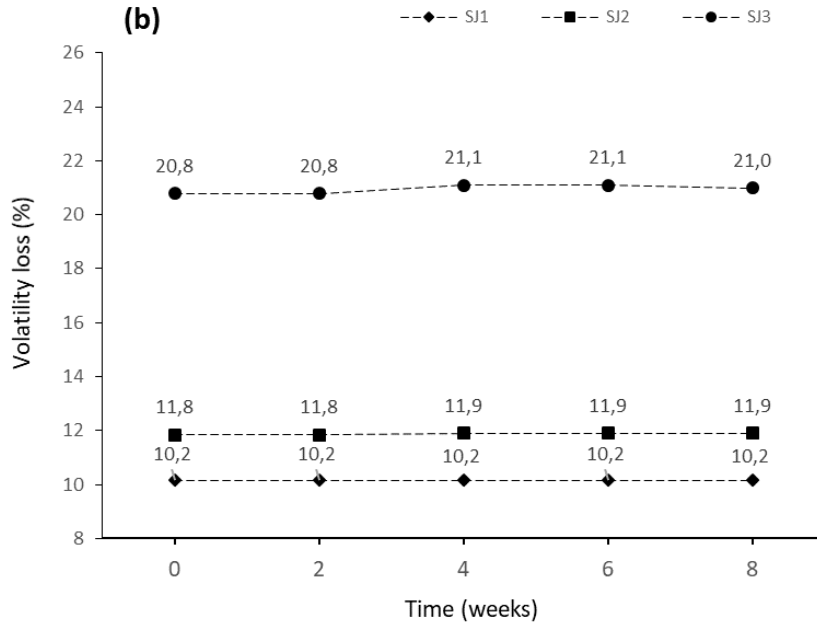 (b)
SJ1 SJ2 SJ3
Volatility loss (%)
26
24
22
20
18
16
14
12
10
8
20,8 20,8 21,1 21,1 21,0
11,8 11,8 11,9 11,9 11,9
10,2 10,2 10,2 10,2 10,2
0 2 4 6 8
Time (weeks)